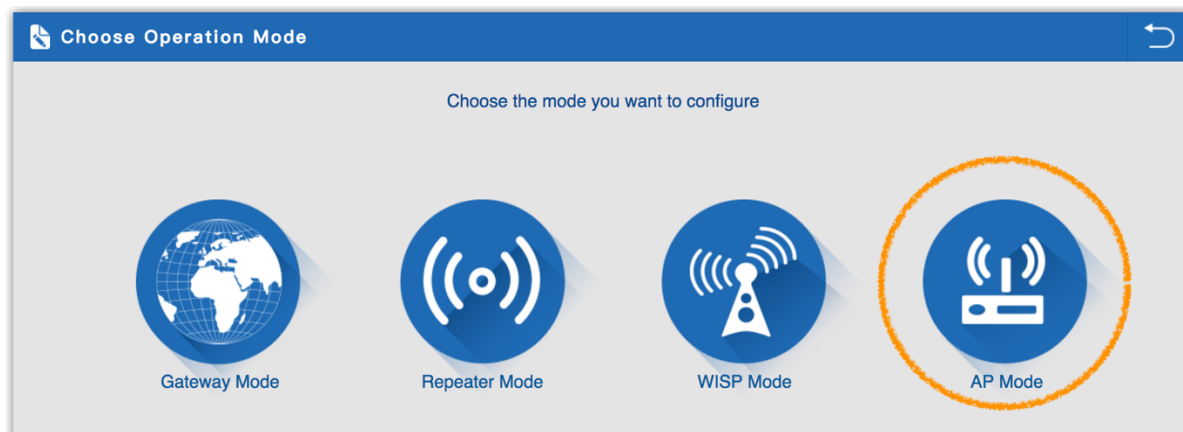 Choose Operation Mode
Choose the mode you want to configure
Gateway Mode
Repeater Mode
WISP Mode
AP Mode